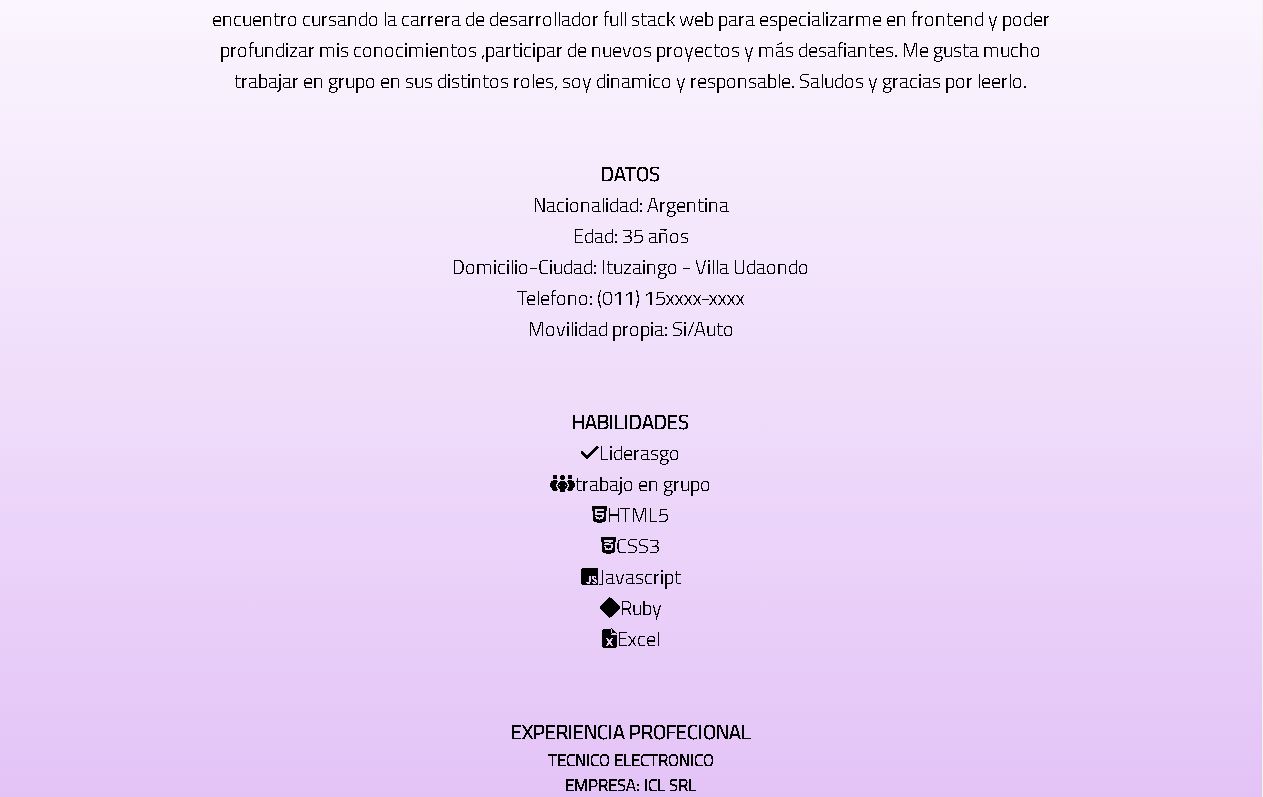 encuentro cursando la carrera de desarrollador full stack web para especializarme en frontend y poder
profundizar mis conocimientos ,participar de nuevos proyectos y más desafiantes. Me gusta mucho
trabajar en grupo en sus distintos roles, soy dinamico y responsable. Saludos y gracias por leerlo.
DATOS
Nacionalidad: Argentina
Edad: 35 años
Domicilio-Ciudad: Ituzaingo - Villa Udaondo
Telefono: (011) 15xxxx-xxxx
Movilidad propia: Si/Auto
HABILIDADES
Liderasgo
trabajo en grupo
HTML5
CSS3
Javascript
Ruby
Excel
EXPERIENCIA PROFECIONAL
TECNICO ELECTRONICO
EMPRESA: ICL SRL